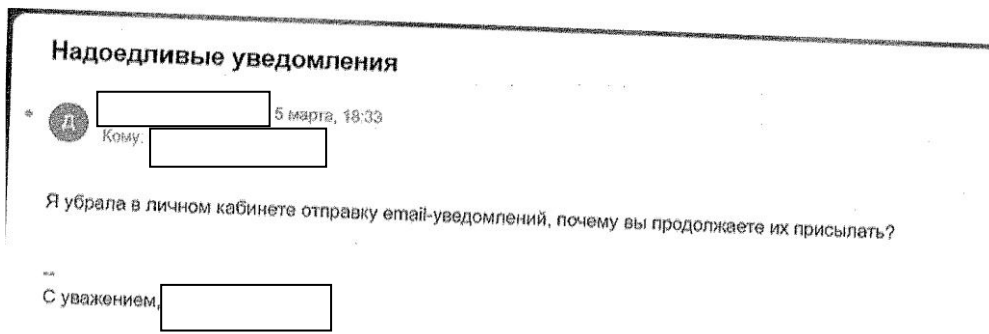 Надоедливые уведомления
Д
5 марта, 18:33
Кому:
Я убрала в личном кабинете отправку email-уведомлений, почему вы продолжаете их присылать?
--
С уважением,